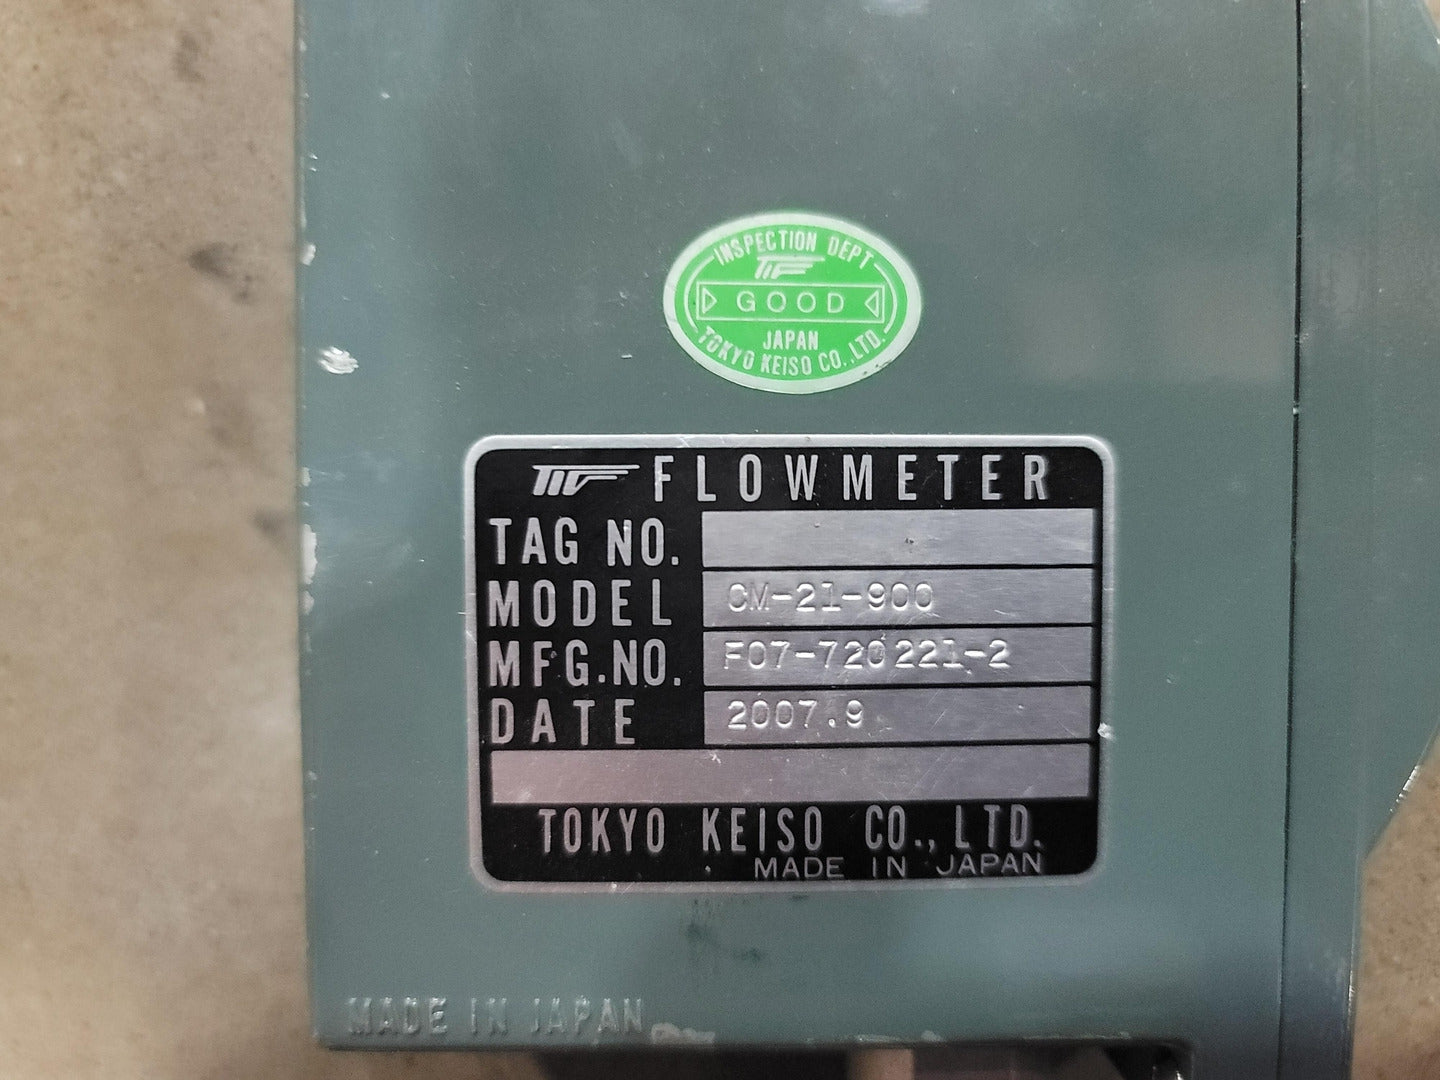 INSPECTION DEPT
TTF
GOOD
JAPAN
TOKYO KEISO CO.,LTD.
FLOWMETER
TAG NO.
MODEL CM-21-900
MFG.NO. F07-720221-2
DATE 2007.9
TOKYO KEISO CO., LTD.
MADE IN JAPAN
MADE IN JAPAN